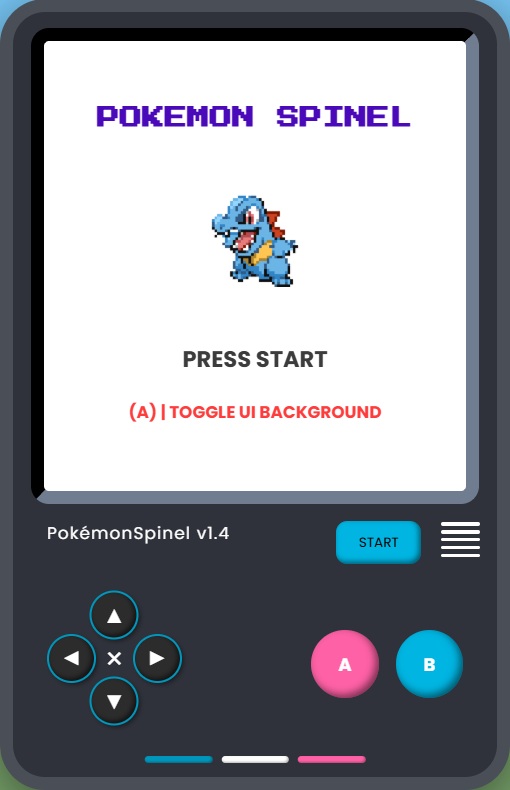 POKEMON SPINEL
PRESS START
(A) | TOGGLE UI BACKGROUND
PokémonSpinel v1.4
START
A
B